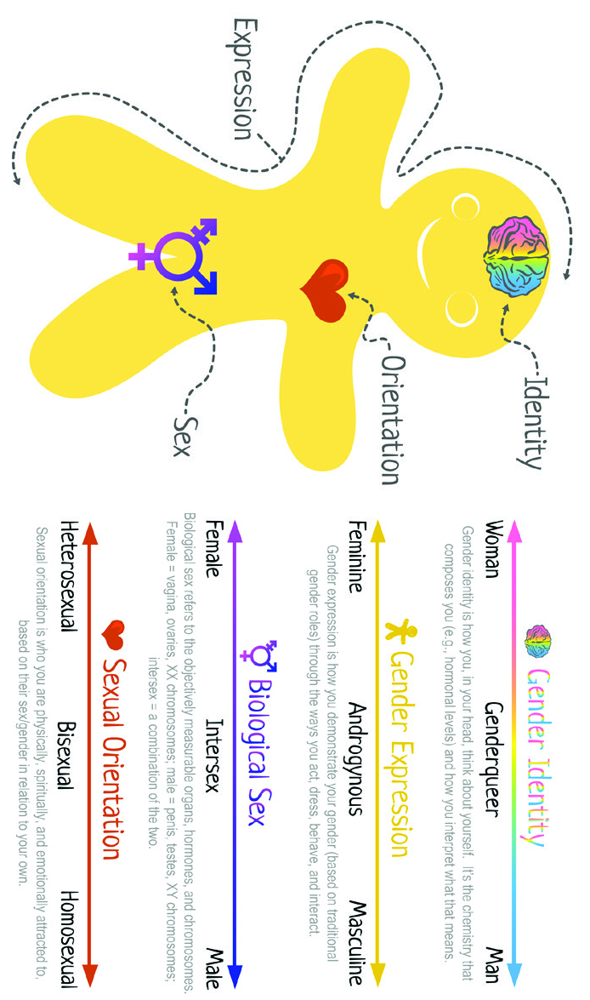 Identity
Orientation
Expression
Sex
Gender Identity
Woman Genderqueer Man
Gender identity is how you, in your head, think about yourself. It's the chemistry that
composes you (e.g., hormonal levels) and how you interpret what that means.
Gender Expression
Feminine Androgynous Masculine
Gender expression is how you demonstrate your gender (based on traditional
gender roles) through the ways you act, dress, behave, and interact.
Biological Sex
Female Intersex Male
Biological sex refers to the objectively measurable organs, hormones, and chromosomes.
Female = vagina, ovaries, XX chromosomes; male = penis, testes, XY chromosomes;
intersex = a combination of the two.
Sexual Orientation
Heterosexual Bisexual Homosexual
Sexual orientation is who you are physically, spiritually, and emotionally attracted to,
based on their sex/gender in relation to your own.